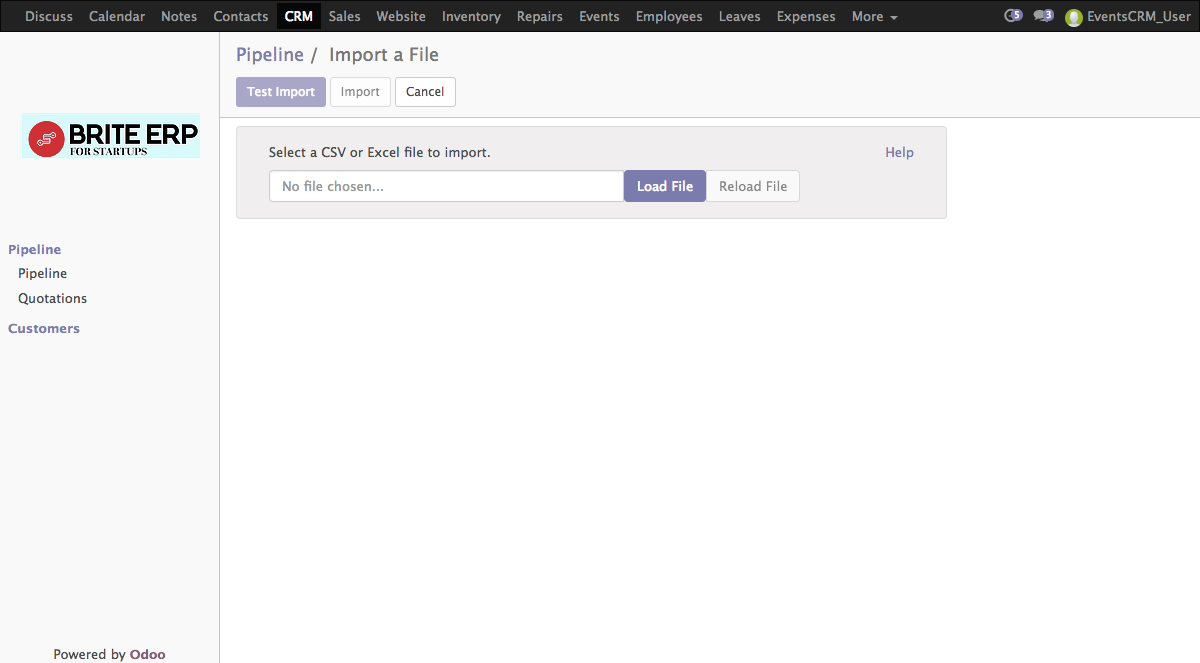 Discuss Calendar Notes Contacts CRM Sales Website Inventory Repairs Events Employees Leaves Expenses More 5 3 EventsCRM_User
Pipeline / Import a File
Test Import Import Cancel
BRITE ERP
FOR STARTUPS
Select a CSV or Excel file to import. Help
No file chosen... Load File Reload File
Pipeline
Pipeline
Quotations
Customers
Powered by Odoo